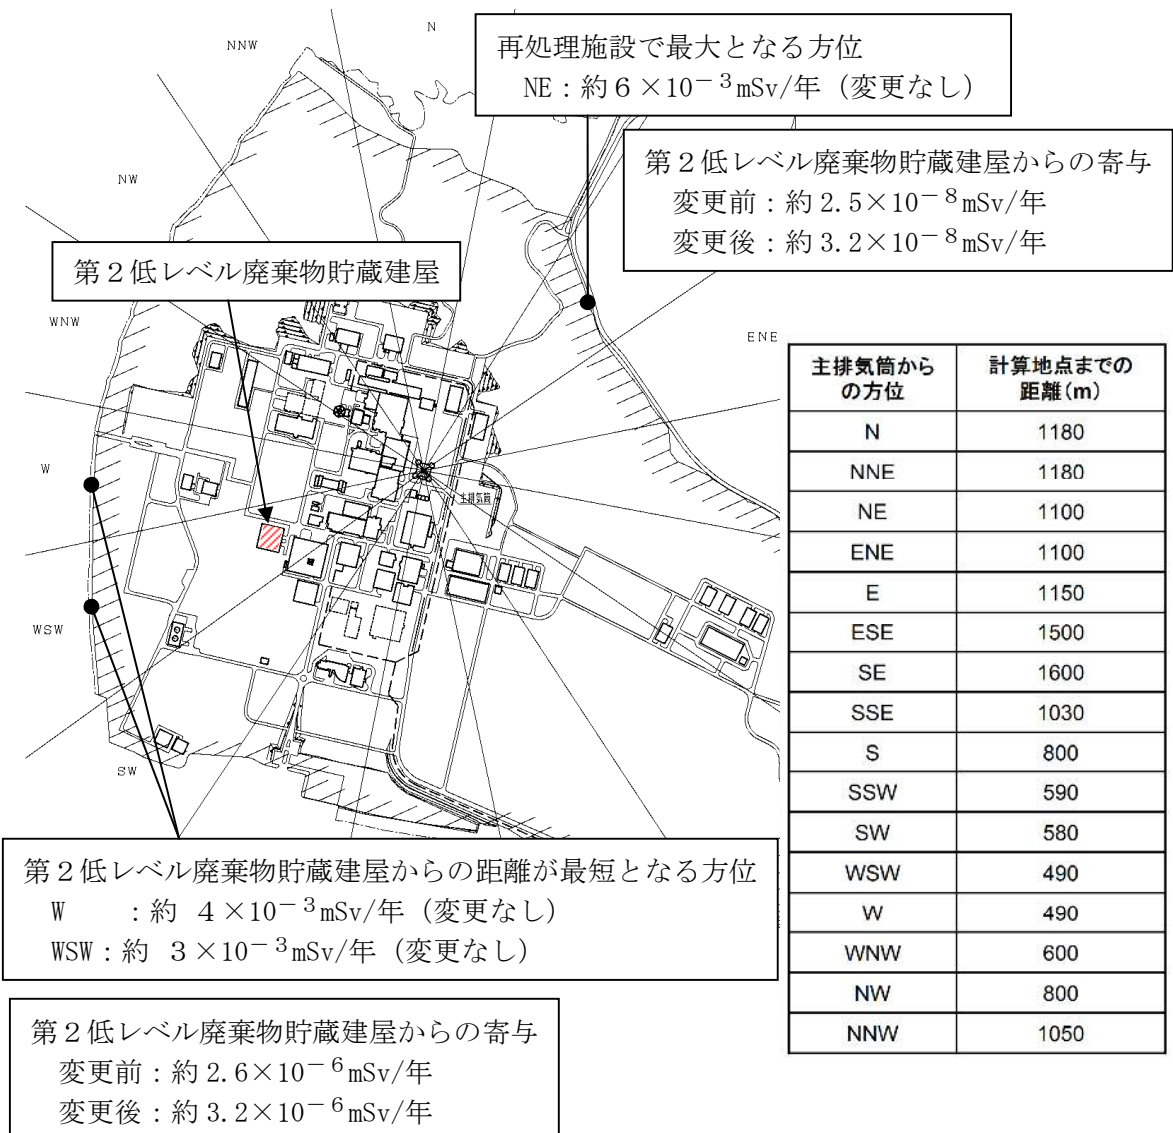 N
NNW
再処理施設で最大となる方位
NE：約６×10－３mSv/年（変更なし）
第２低レベル廃棄物貯蔵建屋からの寄与
変更前：約 2.5×10－８mSv/年
変更後：約 3.2×10－８mSv/年
NW
第２低レベル廃棄物貯蔵建屋
WNW
ENE
W
主排気筒
WSW
SW
主排気筒から
の方位
計算地点までの
距離(m)
N 1180
NNE 1180
NE 1100
ENE 1100
E 1150
ESE 1500
SE 1600
SSE 1030
S 800
SSW 590
SW 580
WSW 490
W 490
WNW 600
NW 800
NNW 1050
第２低レベル廃棄物貯蔵建屋からの距離が最短となる方位
W ：約 ４×10－３mSv/年（変更なし）
WSW：約 ３×10－３mSv/年（変更なし）
第２低レベル廃棄物貯蔵建屋からの寄与
変更前：約 2.6×10－６mSv/年
変更後：約 3.2×10－６mSv/年